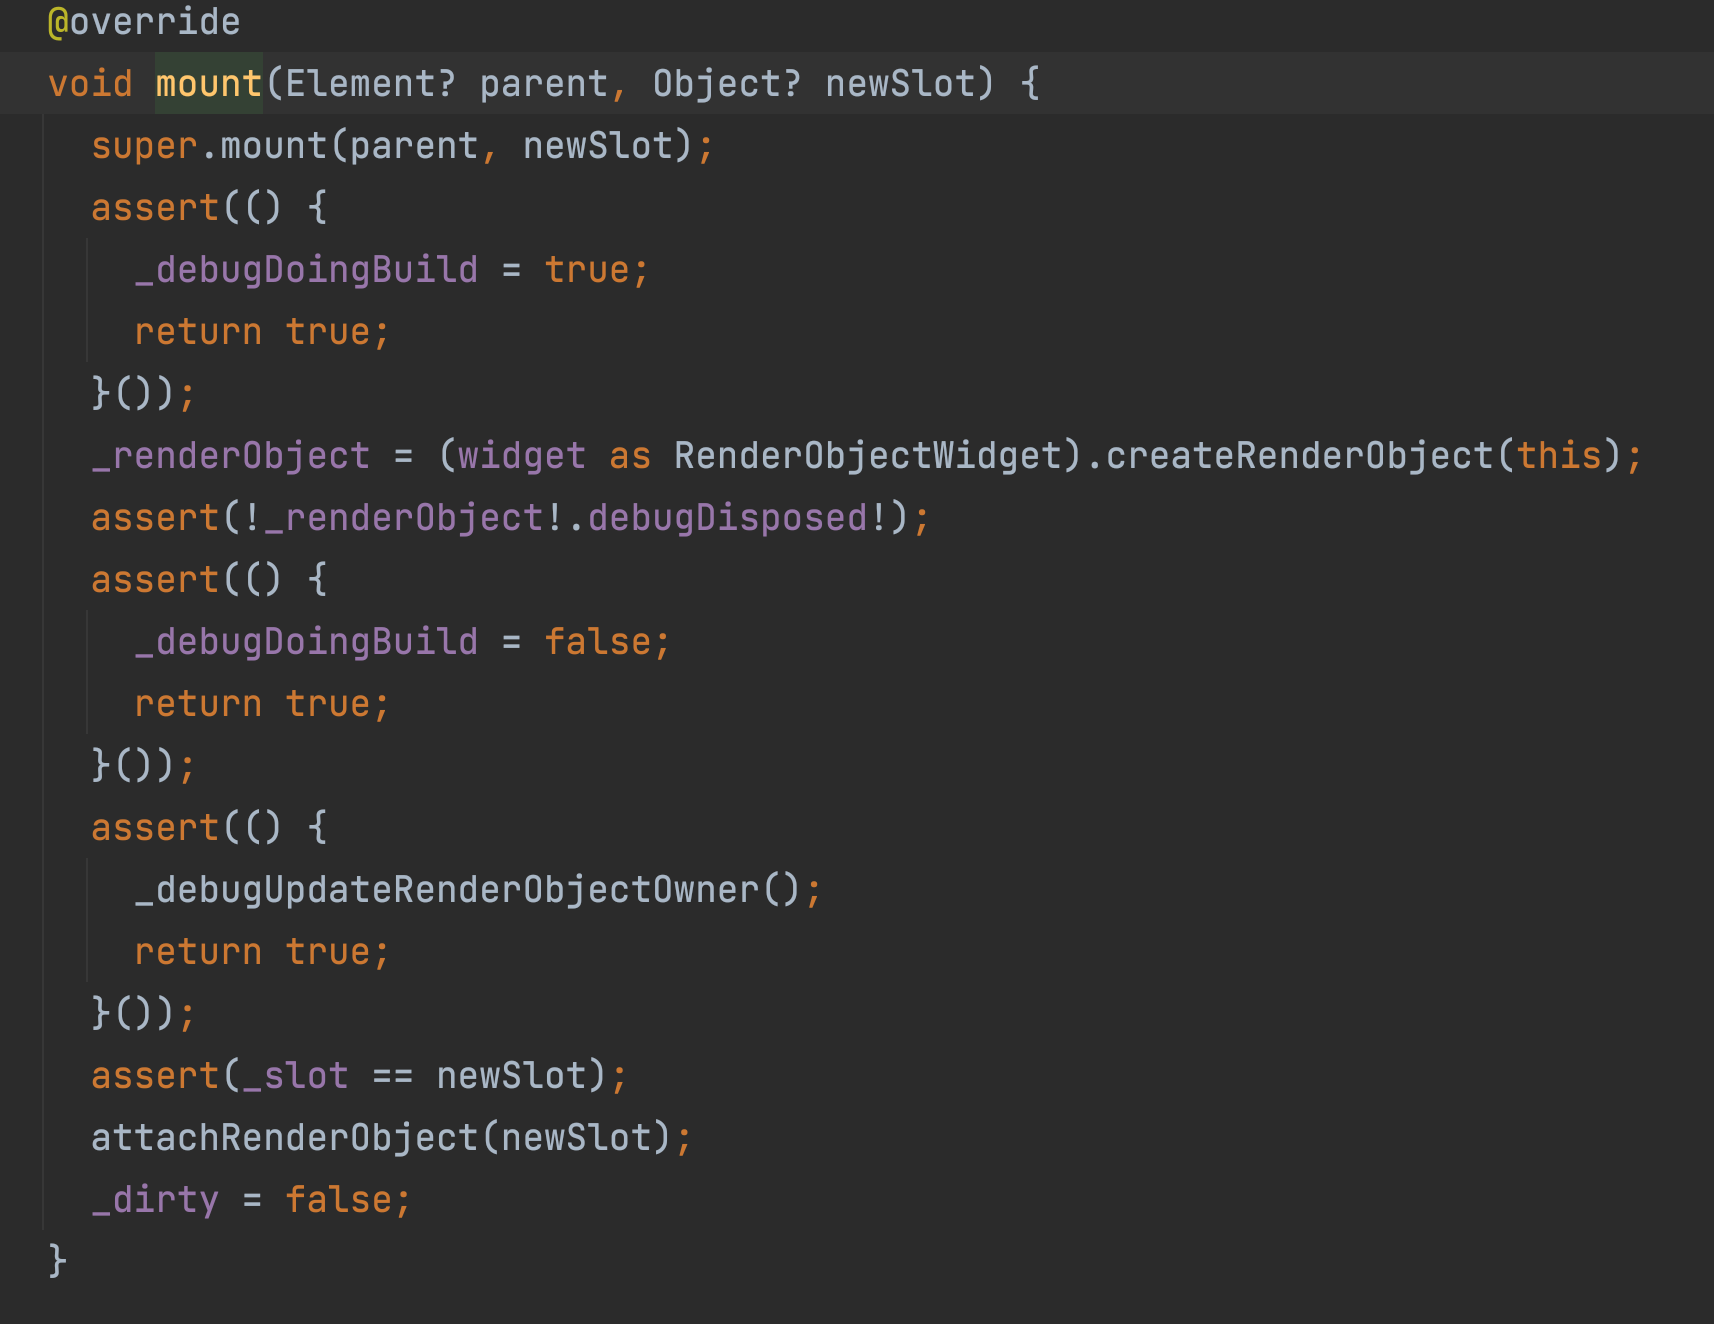 @override
void mount(Element? parent, Object? newSlot) {
  super.mount(parent, newSlot);
  assert(() {
    _debugDoingBuild = true;
    return true;
  }());
  _renderObject = (widget as RenderObjectWidget).createRenderObject(this);
  assert(!_renderObject!.debugDisposed!);
  assert(() {
    _debugDoingBuild = false;
    return true;
  }());
  assert(() {
    _debugUpdateRenderObjectOwner();
    return true;
  }());
  assert(_slot == newSlot);
  attachRenderObject(newSlot);
  _dirty = false;
}